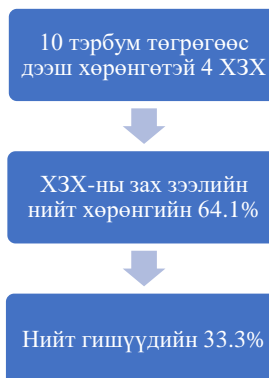 10 тэрбум төгрөгөөс
дээш хөрөнгөтэй 4 ХЗХ
ХЗХ-ны зах зээлийн
нийт хөрөнгийн 64.1%
Нийт гишүүдийн 33.3%